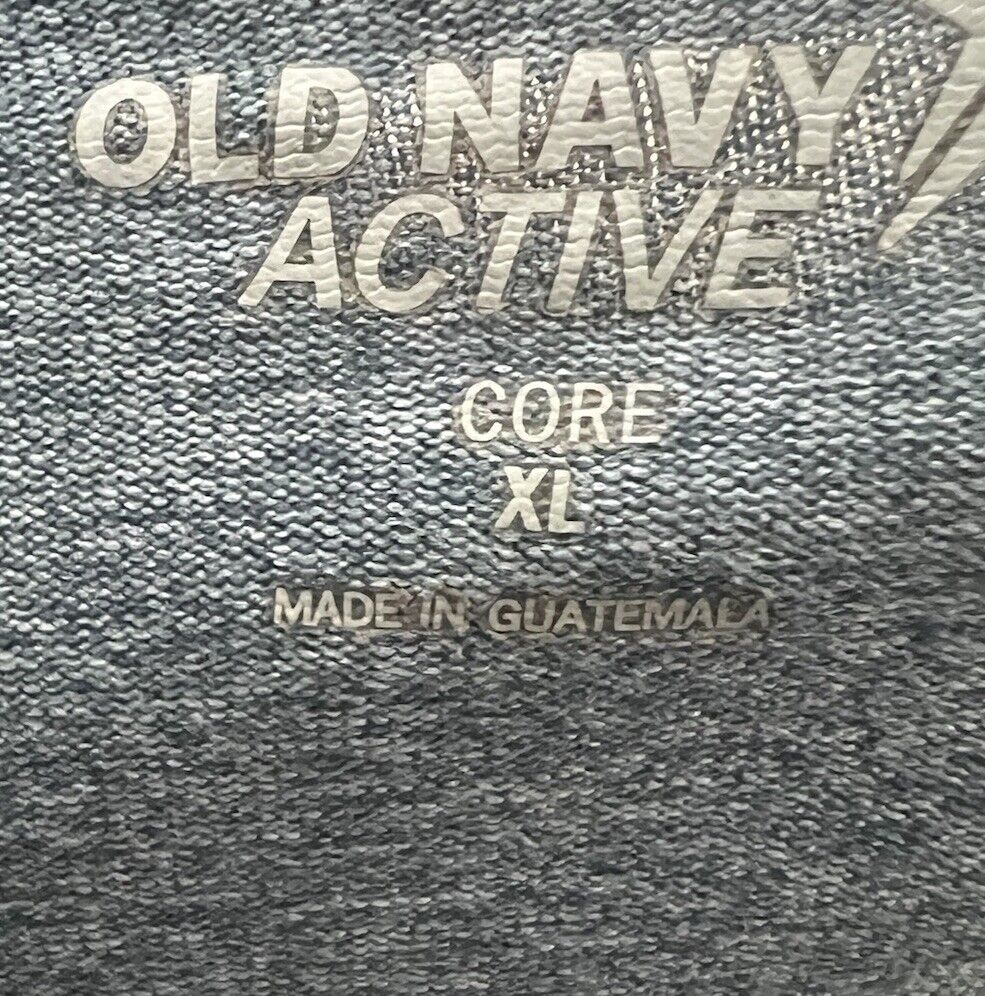 OLD NAVY
ACTIVE
CORE
XL
MADE IN GUATEMALA